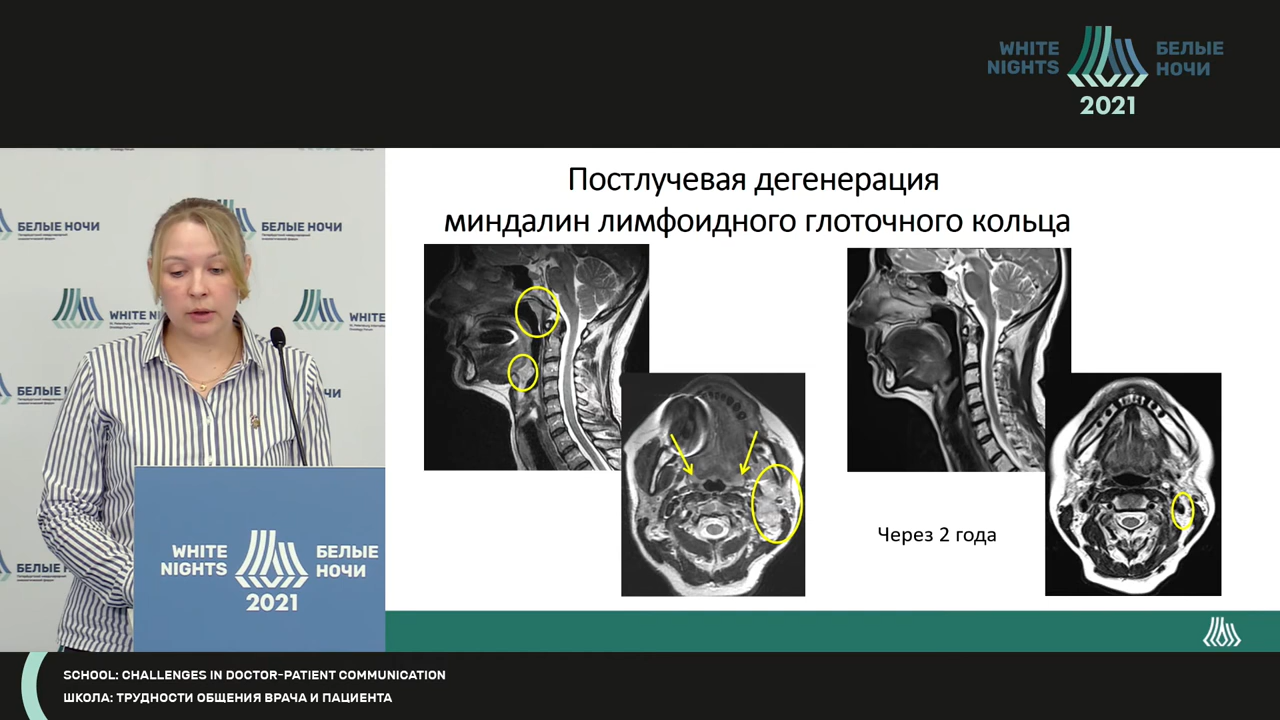 WHITE
NIGHTS
БЕЛЫЕ
НОЧИ
2021
Постлучевая дегенерация
миндалин лимфоидного глоточного кольца
Через 2 года
БЕЛЫЕ НОЧИ
БЕЛЫЕ НОЧИ
WHITE NI
WHITE
БЕЛЫЕ
НОЧИ
БЕЛЫЕ Н
WHITE
NIGHTS
БЕЛЫЕ
НОЧИ
2021
SCHOOL: CHALLENGES IN DOCTOR-PATIENT COMMUNICATION
ШКОЛА: ТРУДНОСТИ ОБЩЕНИЯ ВРАЧА И ПАЦИЕНТА